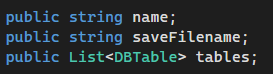 public string name;
public string saveFilename;
public List<DBTable> tables;